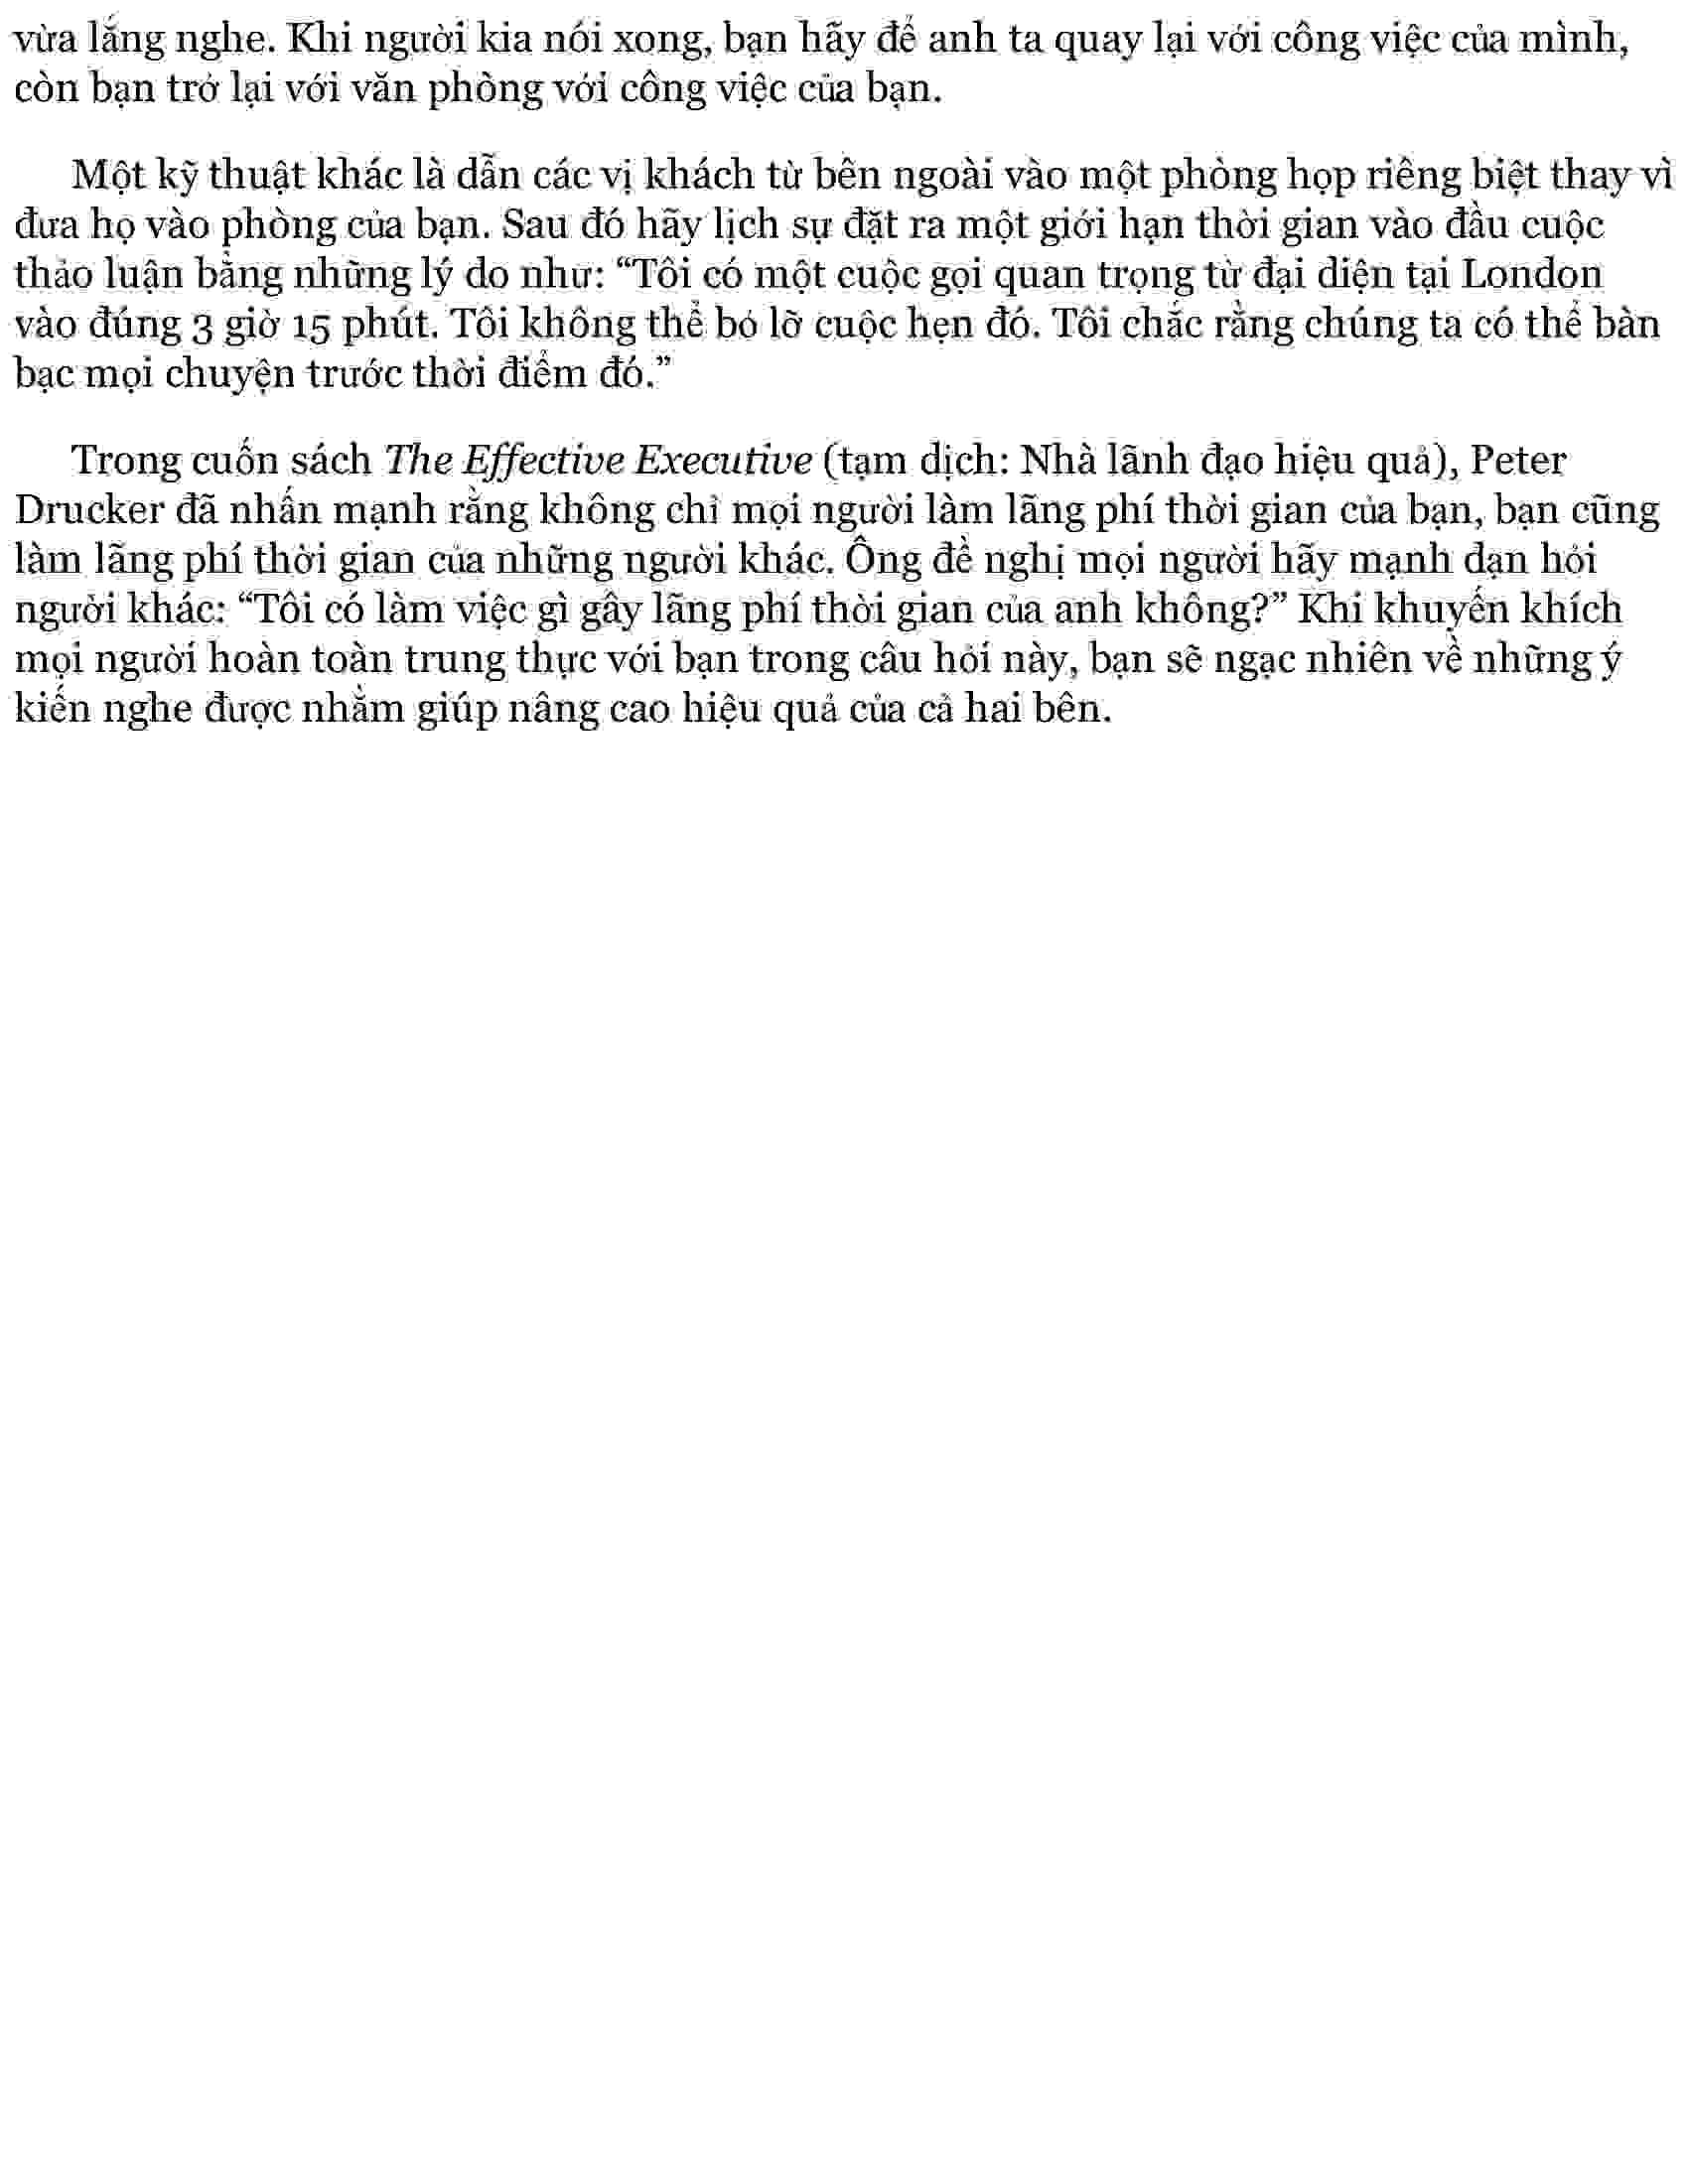 vừa lắng nghe. Khi người kia nói xong, bạn hãy để anh ta quay lại với công việc của mình,
còn bạn trở lại với văn phòng với công việc của bạn.
Một kỹ thuật khác là dẫn các vị khách từ bên ngoài vào một phòng họp riêng biệt thay vì
đưa họ vào phòng của bạn. Sau đó hãy lịch sự đặt ra một giới hạn thời gian vào đầu cuộc
thảo luận bằng những lý do như: “Tôi có một cuộc gọi quan trọng từ đại diện tại London
vào đúng 3 giờ 15 phút. Tôi không thể bỏ lỡ cuộc hẹn đó. Tôi chắc rằng chúng ta có thể bàn
bạc mọi chuyện trước thời điểm đó.”
Trong cuốn sách The Effective Executive (tạm dịch: Nhà lãnh đạo hiệu quả), Peter
Drucker đã nhấn mạnh rằng không chỉ mọi người làm lãng phí thời gian của bạn, bạn cũng
làm lãng phí thời gian của những người khác. Ông đề nghị mọi người hãy mạnh dạn hỏi
người khác: “Tôi có làm việc gì gây lãng phí thời gian của anh không?” Khi khuyến khích
mọi người hoàn toàn trung thực với bạn trong câu hỏi này, bạn sẽ ngạc nhiên về những ý
kiến nghe được nhằm giúp nâng cao hiệu quả của cả hai bên.